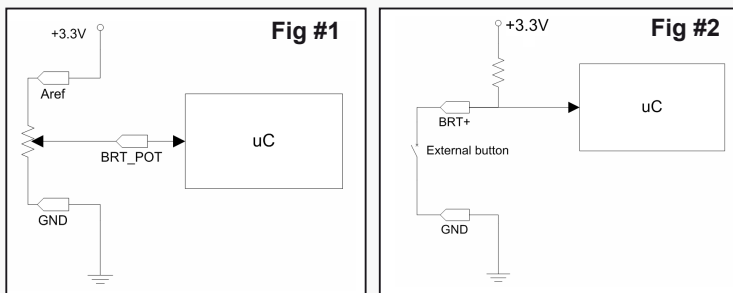 Fig #1
+3.3V
Aref
BRT_POT
uC
GND
Fig #2
+3.3V
BRT+
uC
External button
GND